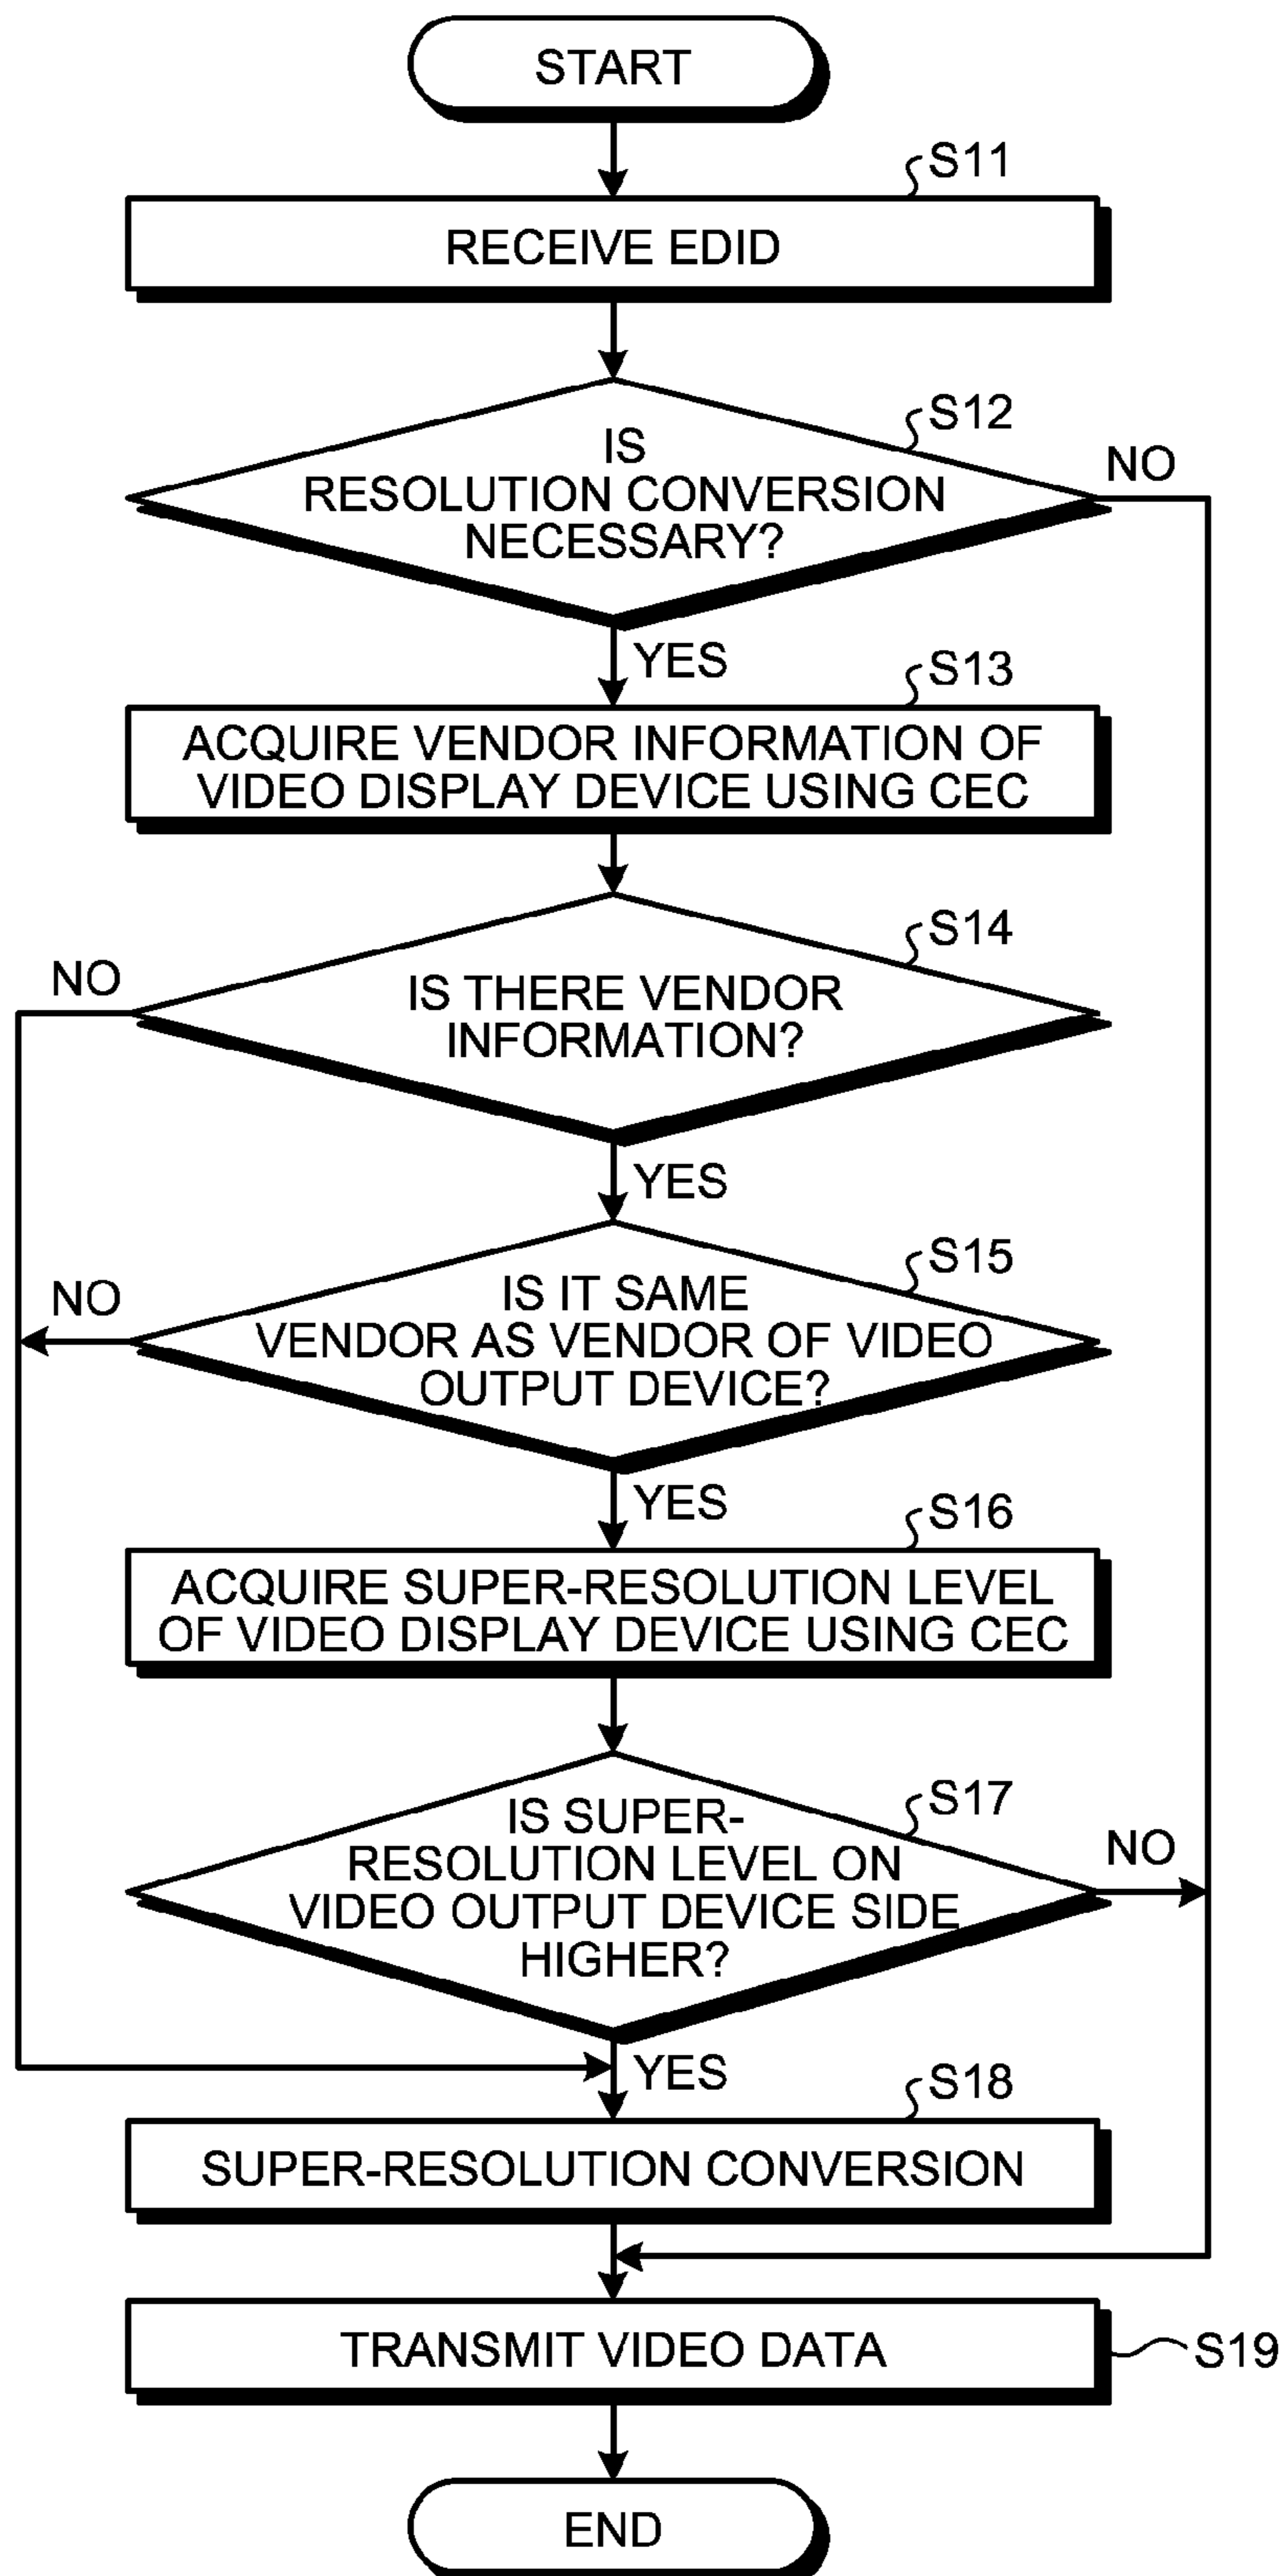 START
S11
RECEIVE EDID
S12
IS
RESOLUTION CONVERSION
NECESSARY?
NO
YES
S13
ACQUIRE VENDOR INFORMATION OF
VIDEO DISPLAY DEVICE USING CEC
S14
NO
IS THERE VENDOR
INFORMATION?
YES
S15
NO
IS IT SAME
VENDOR AS VENDOR OF VIDEO
OUTPUT DEVICE?
YES
S16
ACQUIRE SUPER-RESOLUTION LEVEL
OF VIDEO DISPLAY DEVICE USING CEC
S17
IS SUPER-
RESOLUTION LEVEL ON
VIDEO OUTPUT DEVICE SIDE
HIGHER?
NO
YES
S18
SUPER-RESOLUTION CONVERSION
TRANSMIT VIDEO DATA
S19
END